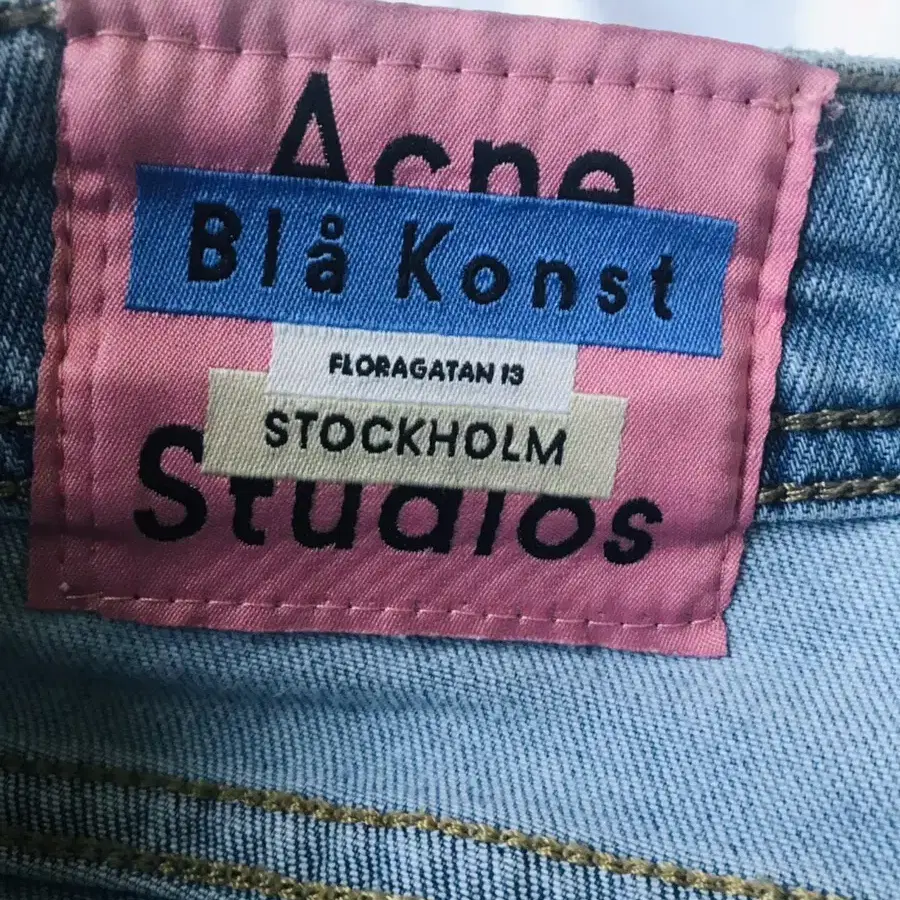 Acne
Blå Konst
FLORAGATAN 13
STOCKHOLM
Studios